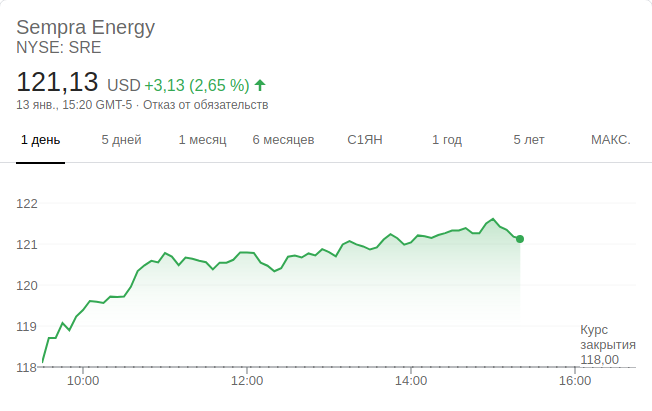 Sempra Energy
NYSE: SRE
121,13 USD +3,13 (2,65 %)
13 янв., 15:20 GMT-5 · Отказ от обязательств
1 день 5 дней 1 месяц 6 месяцев С1ЯН 1 год 5 лет МАКС.
122
121
120
119
118
Курс
закрытия
118,00
10:00 12:00 14:00 16:00